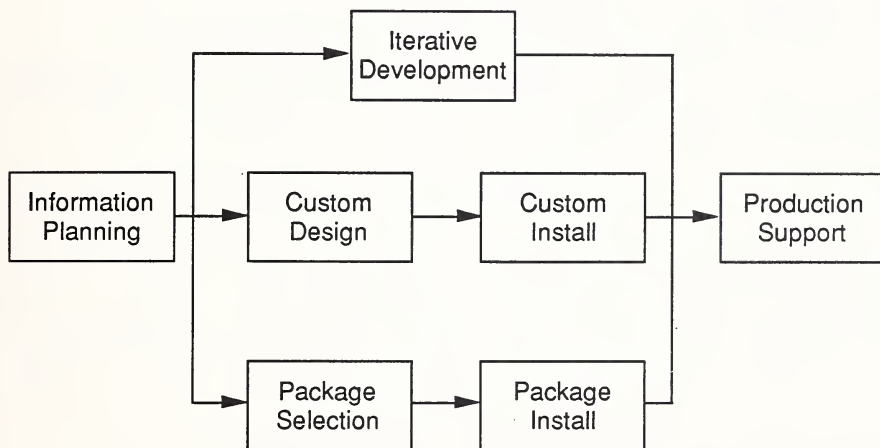 Iterative
Development
Information
Planning
Custom
Design
Custom
Install
Production
Support
Package
Selection
Package
Install